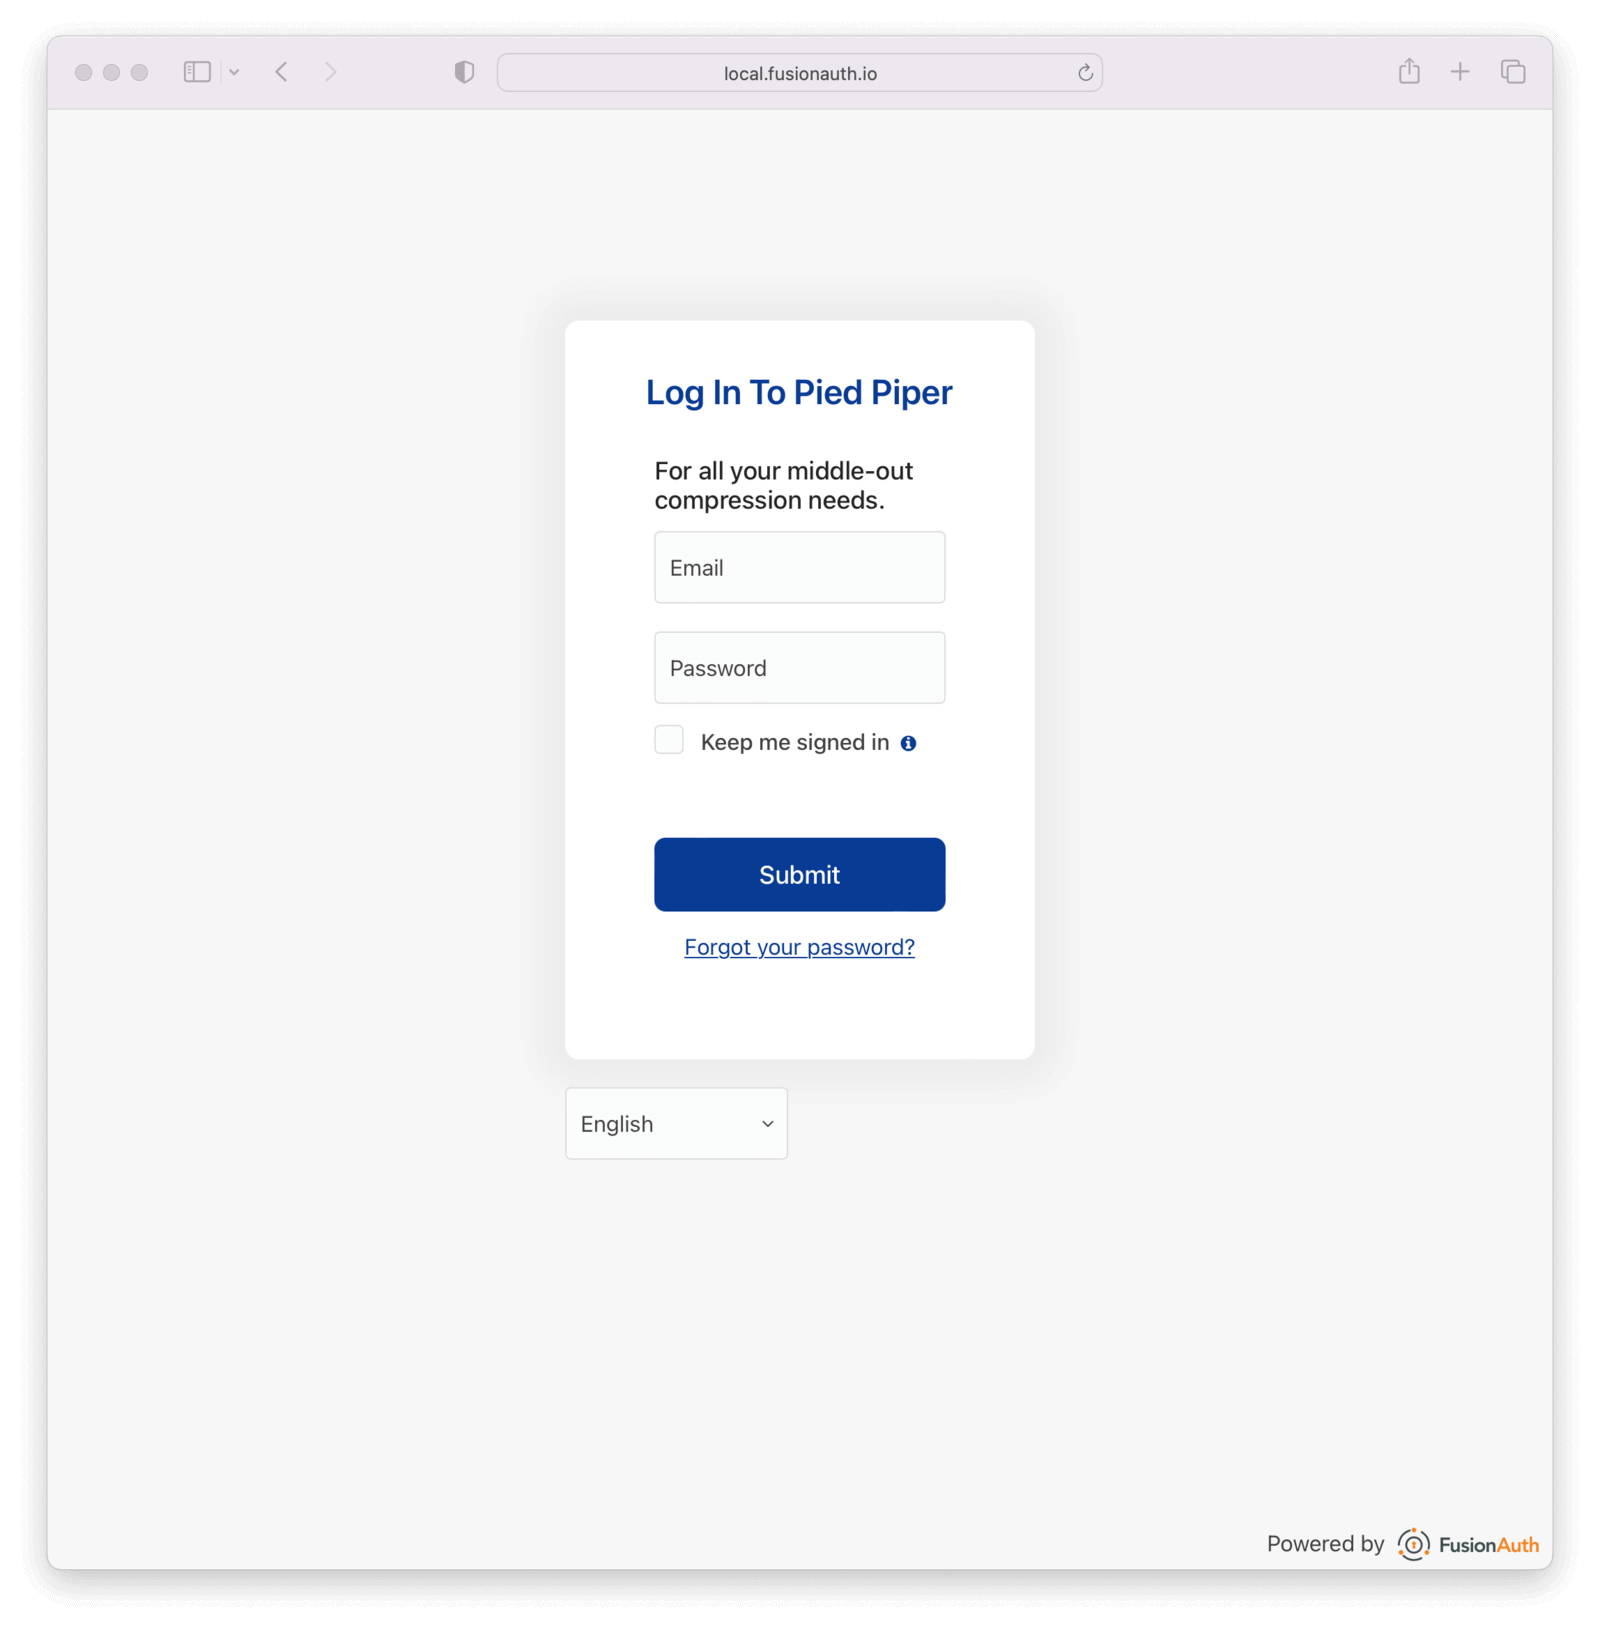 local.fusionauth.io
Log In To Pied Piper
For all your middle-out
compression needs.
Email
Password
Keep me signed in
Submit
Forgot your password?
English
Powered by FusionAuth